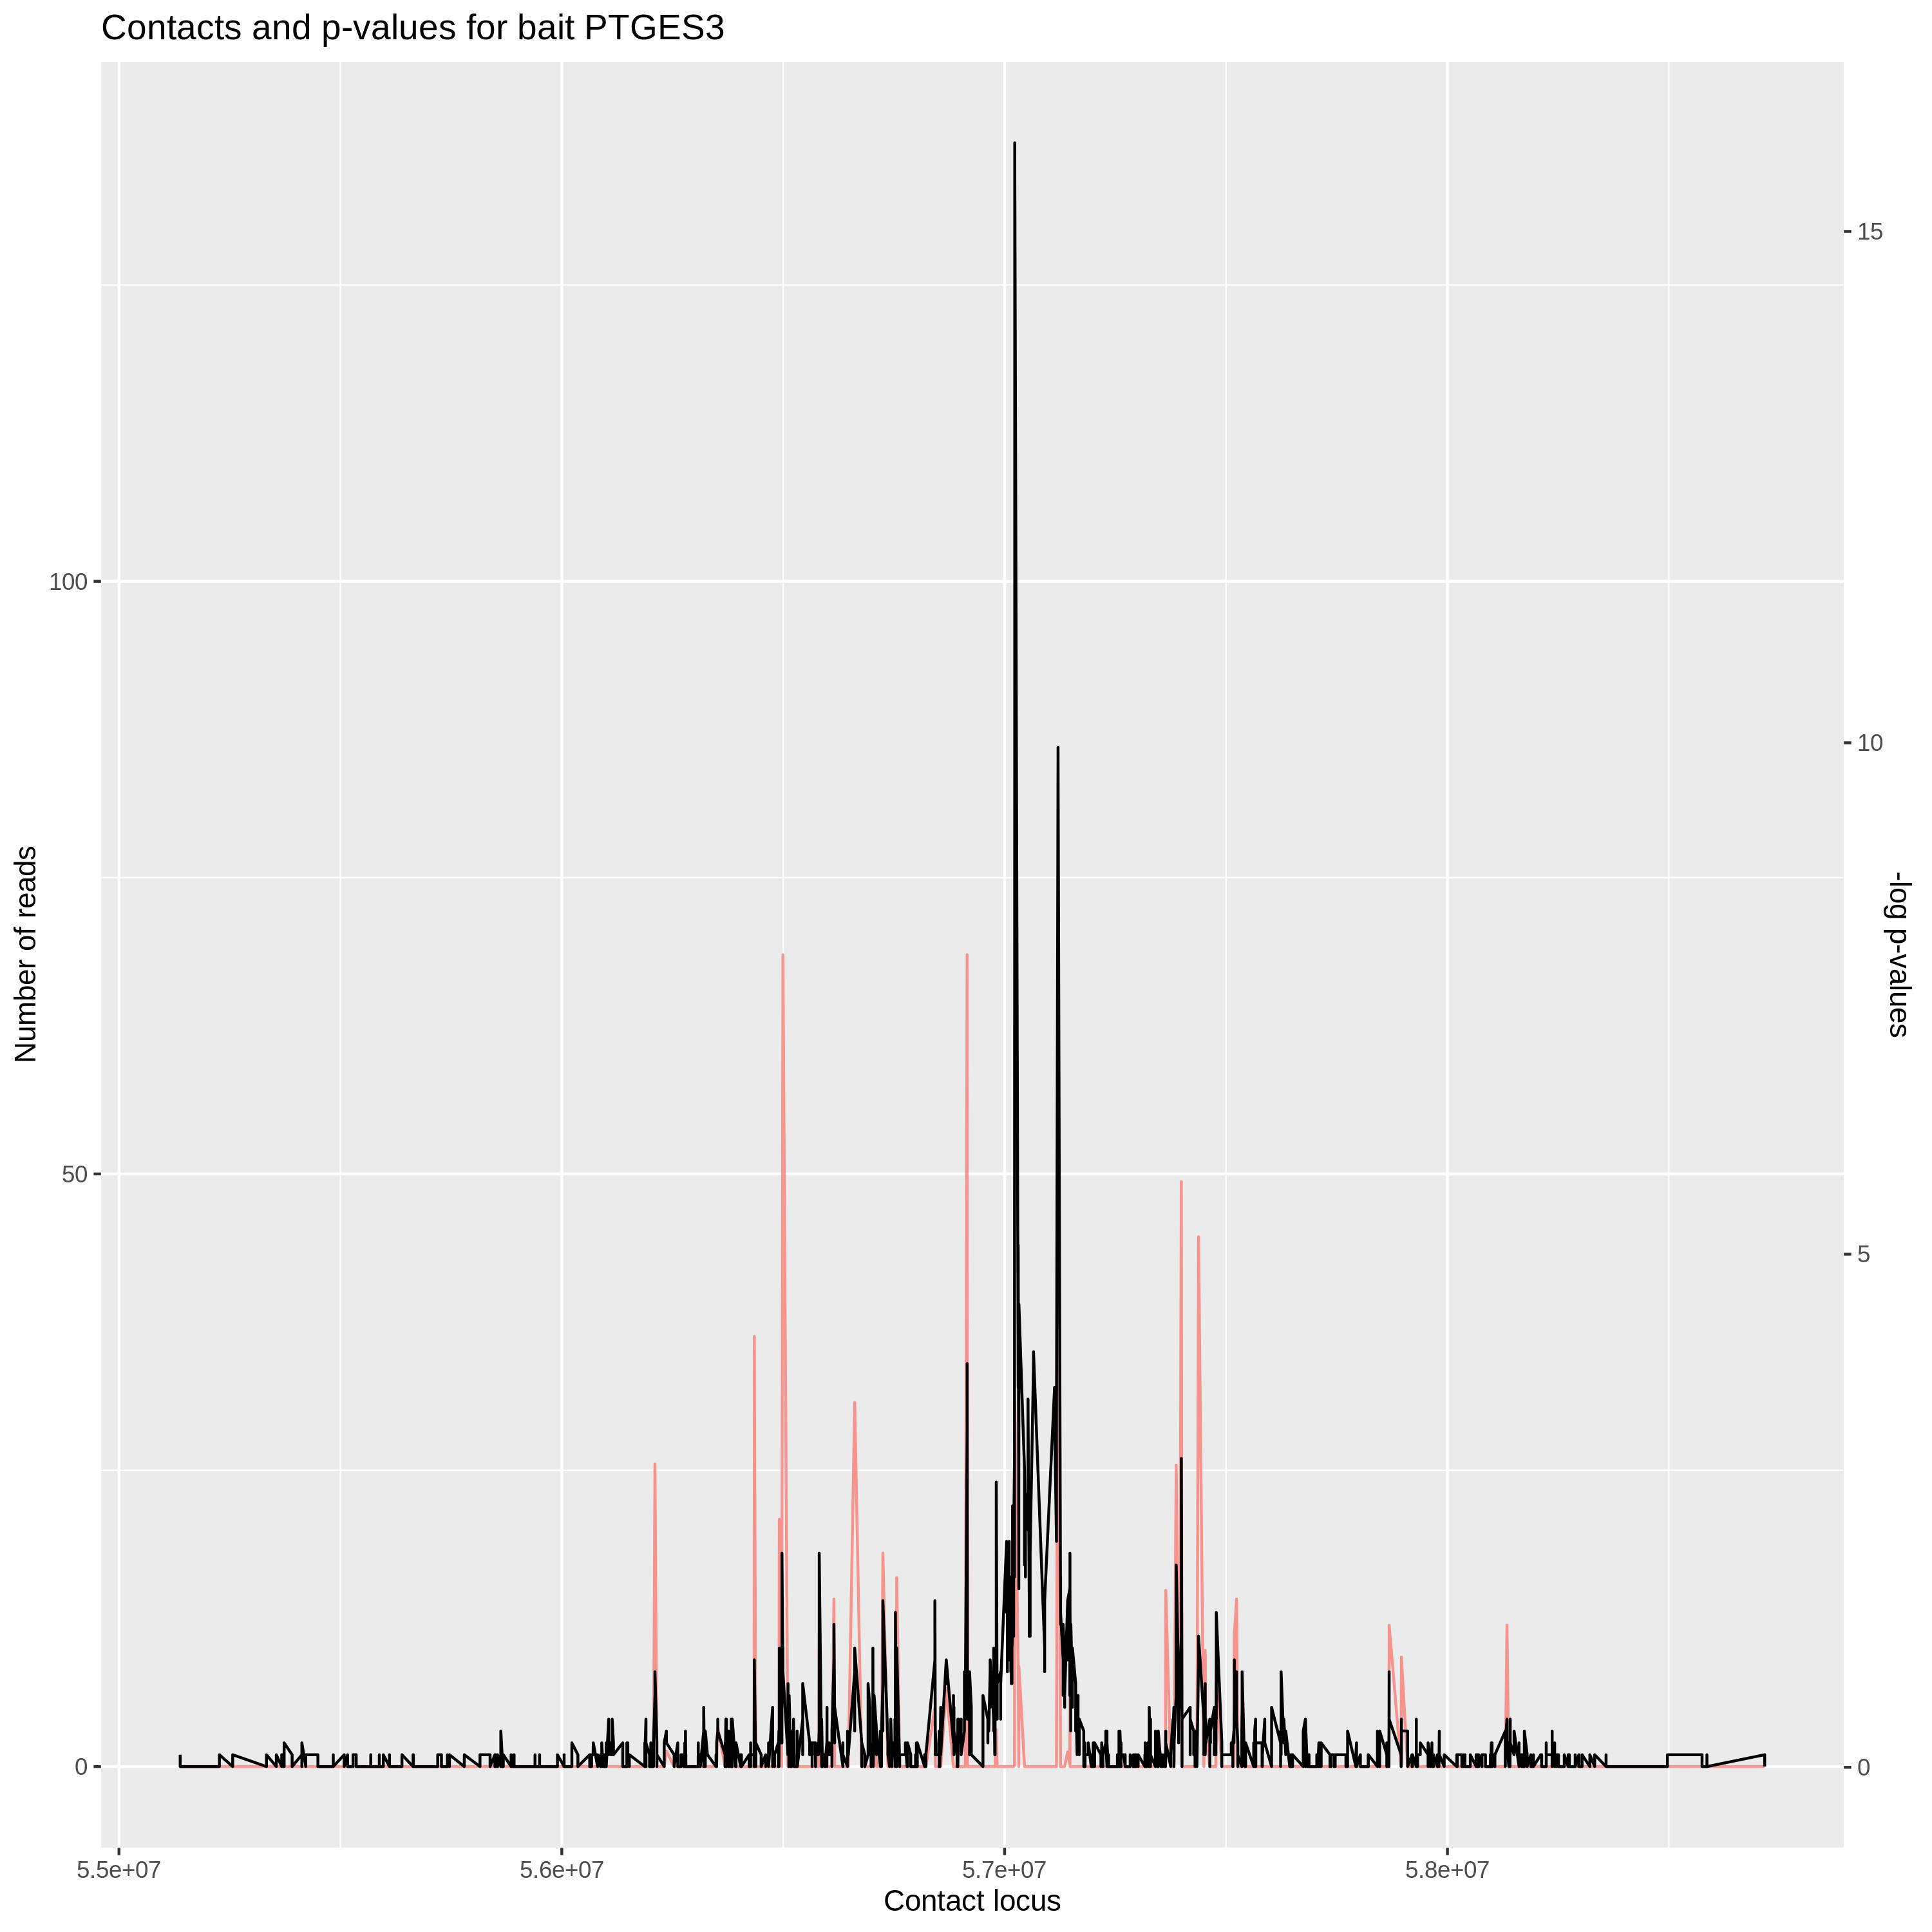 Contacts and p-values for bait PTGES3
15
100
10
Number of reads
-log p-values
50
5
0
0
5.5e+07
5.6e+07
5.7e+07
5.8e+07
Contact locus